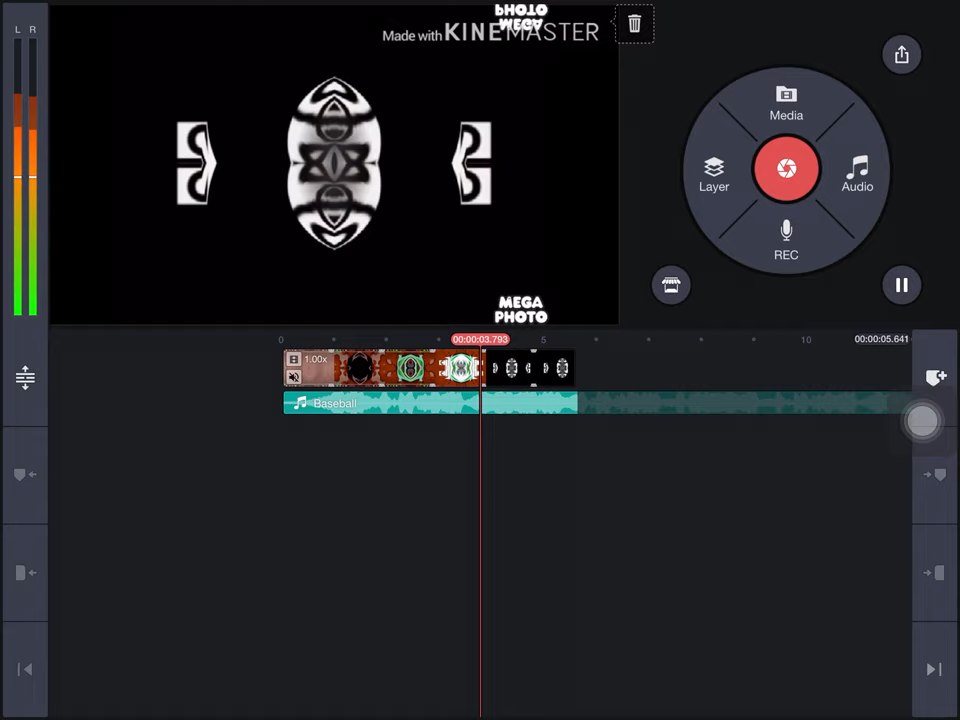 L R
PHOTO
MEGA
Made with KINEMASTER
Media
Layer
Audio
REC
MEGA
PHOTO
0
00:00:03.793
5
10
00:00:05.641
1.00x
Baseball